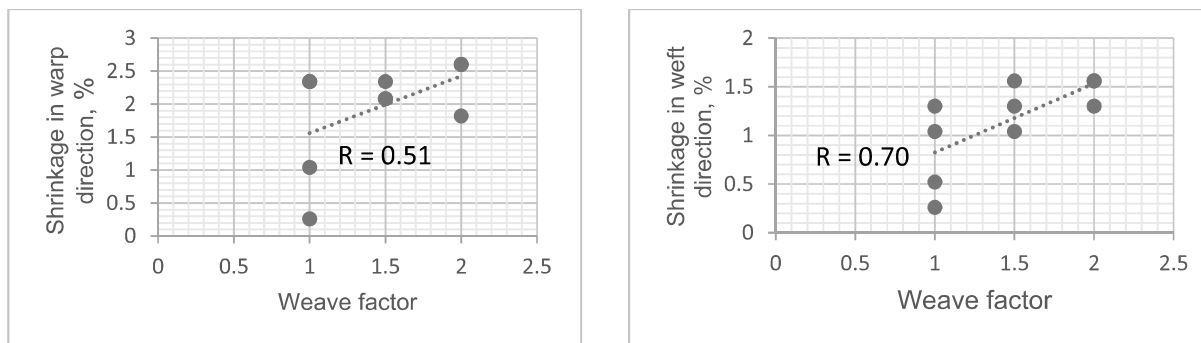 Shrinkage in warp
direction, %
3
2.5
2
1.5
1
0.5
0
R = 0.51
0 0.5 1 1.5 2 2.5
Weave factor
Shrinkage in weft
direction, %
2
1.5
1
0.5
0
R = 0.70
0 0.5 1 1.5 2 2.5
Weave factor